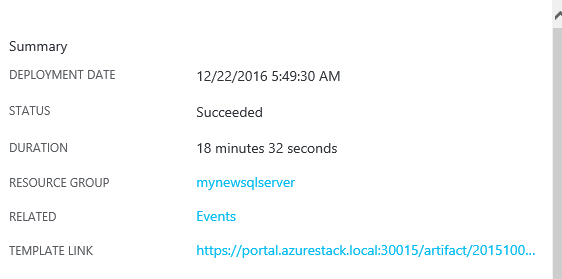 Summary
DEPLOYMENT DATE 12/22/2016 5:49:30 AM
STATUS Succeeded
DURATION 18 minutes 32 seconds
RESOURCE GROUP mynewsqlserver
RELATED Events
TEMPLATE LINK https://portal.azurestack.local:30015/artifact/2015100...